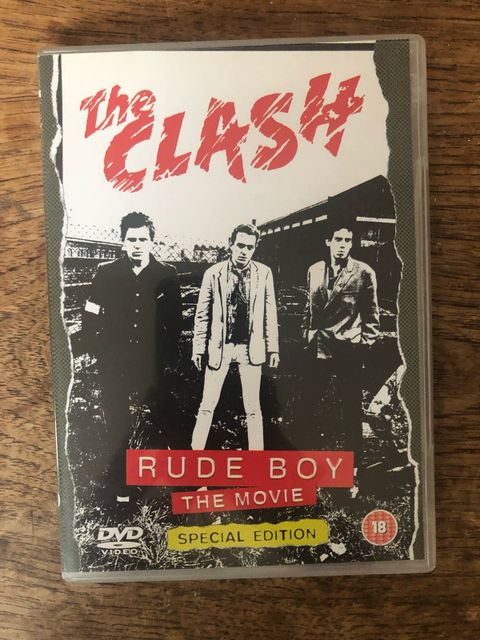 The
CLASH
RUDE BOY
THE MOVIE
SPECIAL EDITION
DVD
VIDEO
18